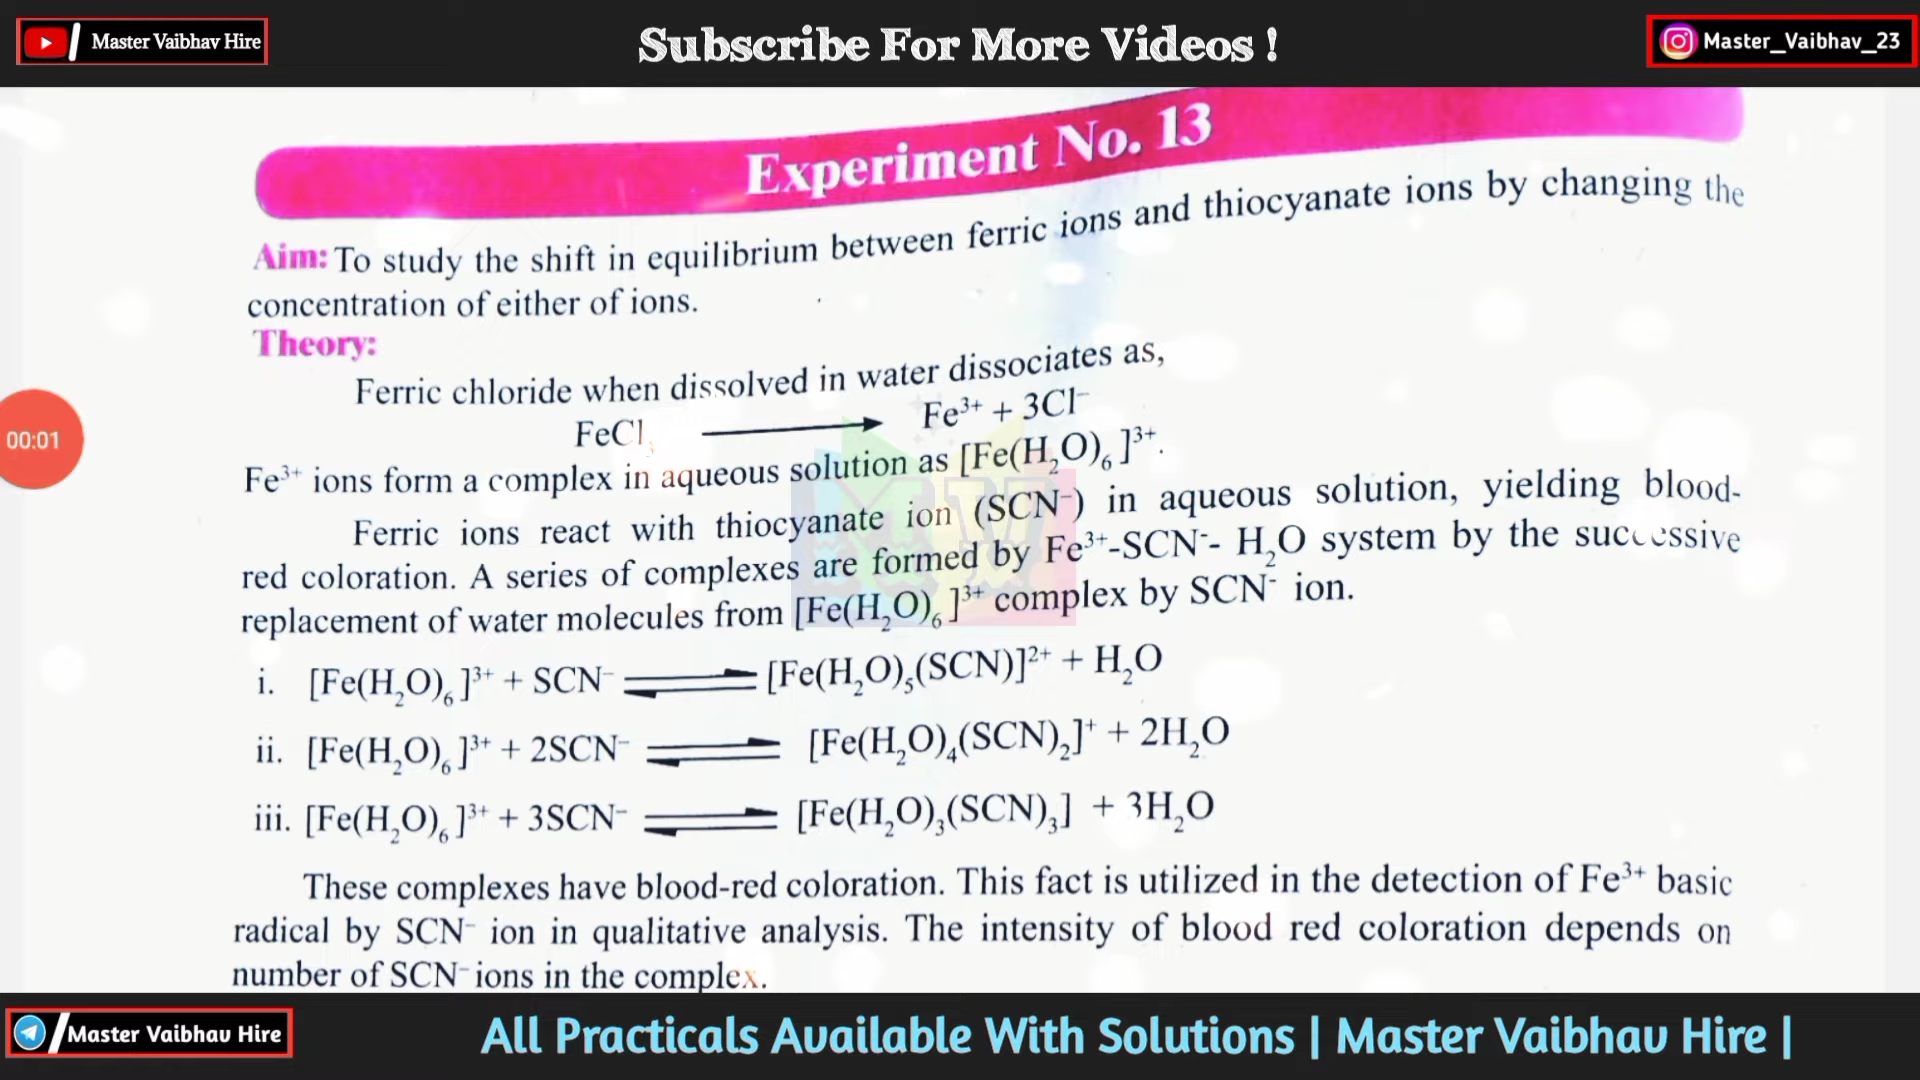 Master Vaibhav Hire
Subscribe For More Videos !
Master_Vaibhav_23
Experiment No. 13
Aim: To study the shift in equilibrium between ferric ions and thiocyanate ions by changing the
concentration of either of ions.
Theory:
Ferric chloride when dissolved in water dissociates as,
FeCl₃ ⟶ Fe³⁺ + 3Cl⁻
Fe³⁺ ions form a complex in aqueous solution as [Fe(H₂O)₆]³⁺.
Ferric ions react with thiocyanate ion (SCN⁻) in aqueous solution, yielding blood-
red coloration. A series of complexes are formed by Fe³⁺-SCN⁻- H₂O system by the successive
replacement of water molecules from [Fe(H₂O)₆]³⁺ complex by SCN⁻ ion.
i. [Fe(H₂O)₆]³⁺ + SCN⁻ ⇌ [Fe(H₂O)₅(SCN)]²⁺ + H₂O
ii. [Fe(H₂O)₆]³⁺ + 2SCN⁻ ⇌ [Fe(H₂O)₄(SCN)₂]⁺ + 2H₂O
iii. [Fe(H₂O)₆]³⁺ + 3SCN⁻ ⇌ [Fe(H₂O)₃(SCN)₃] + 3H₂O
These complexes have blood-red coloration. This fact is utilized in the detection of Fe³⁺ basic
radical by SCN⁻ ion in qualitative analysis. The intensity of blood red coloration depends on
number of SCN⁻ ions in the complex.
00:01
Master Vaibhav Hire
All Practicals Available With Solutions | Master Vaibhav Hire |